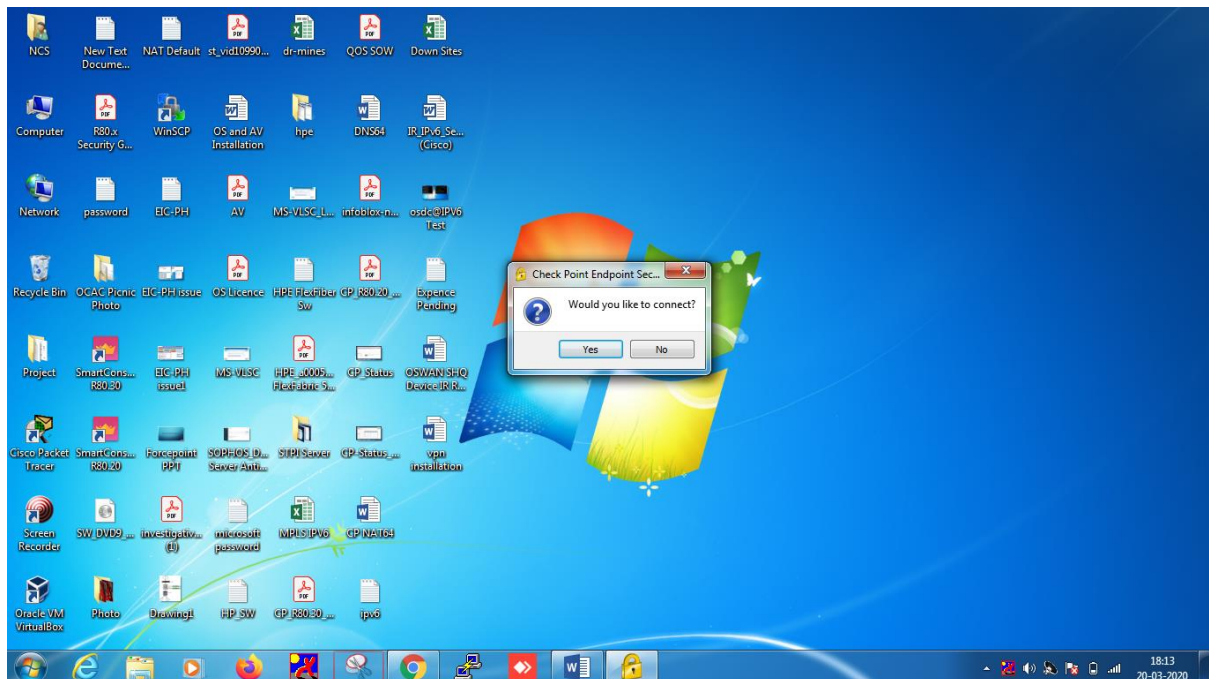 NCS
New Text
Docume...
NAT Default
st_vid10990...
dr-mines
QOS SOW
Down Sites
Computer
R80.x
Security G...
WinSCP
OS and AV
Installation
hpe
DNS64
IR_IPv6_Se...
(Cisco)
Network
password
EIC-PH
AV
MS-VLSC_L...
infoblox-n...
osdc@IPV6
Test
Recycle Bin
OCAC Picnic
Photo
EIC-PH issue
OS Licence
HPE FlexFiber
Sw
CP_R80.20_...
Expence
Pending
Check Point Endpoint Sec...
Would you like to connect?
Yes
No
Project
SmartCons...
R80.30
EIC-PH
issue1
MS-VLSC
HPE_a0005...
FlexFabric 5...
CP_Status
OSWAN SHQ
Device IR R...
Cisco Packet
Tracer
SmartCons...
R80.20
Forcepoint
PPT
SOPHOS_D...
Server Anti...
STPI Server
CP-Status_...
vpn
installation
Screen
Recorder
SW_DVD9_...
investigativ...
(1)
microsoft
password
MPLS IPV6
CP NAT64
Oracle VM
VirtualBox
Photo
Drawing1
HP_SW
CP_R80.30_...
ipv6
18:13
20-03-2020